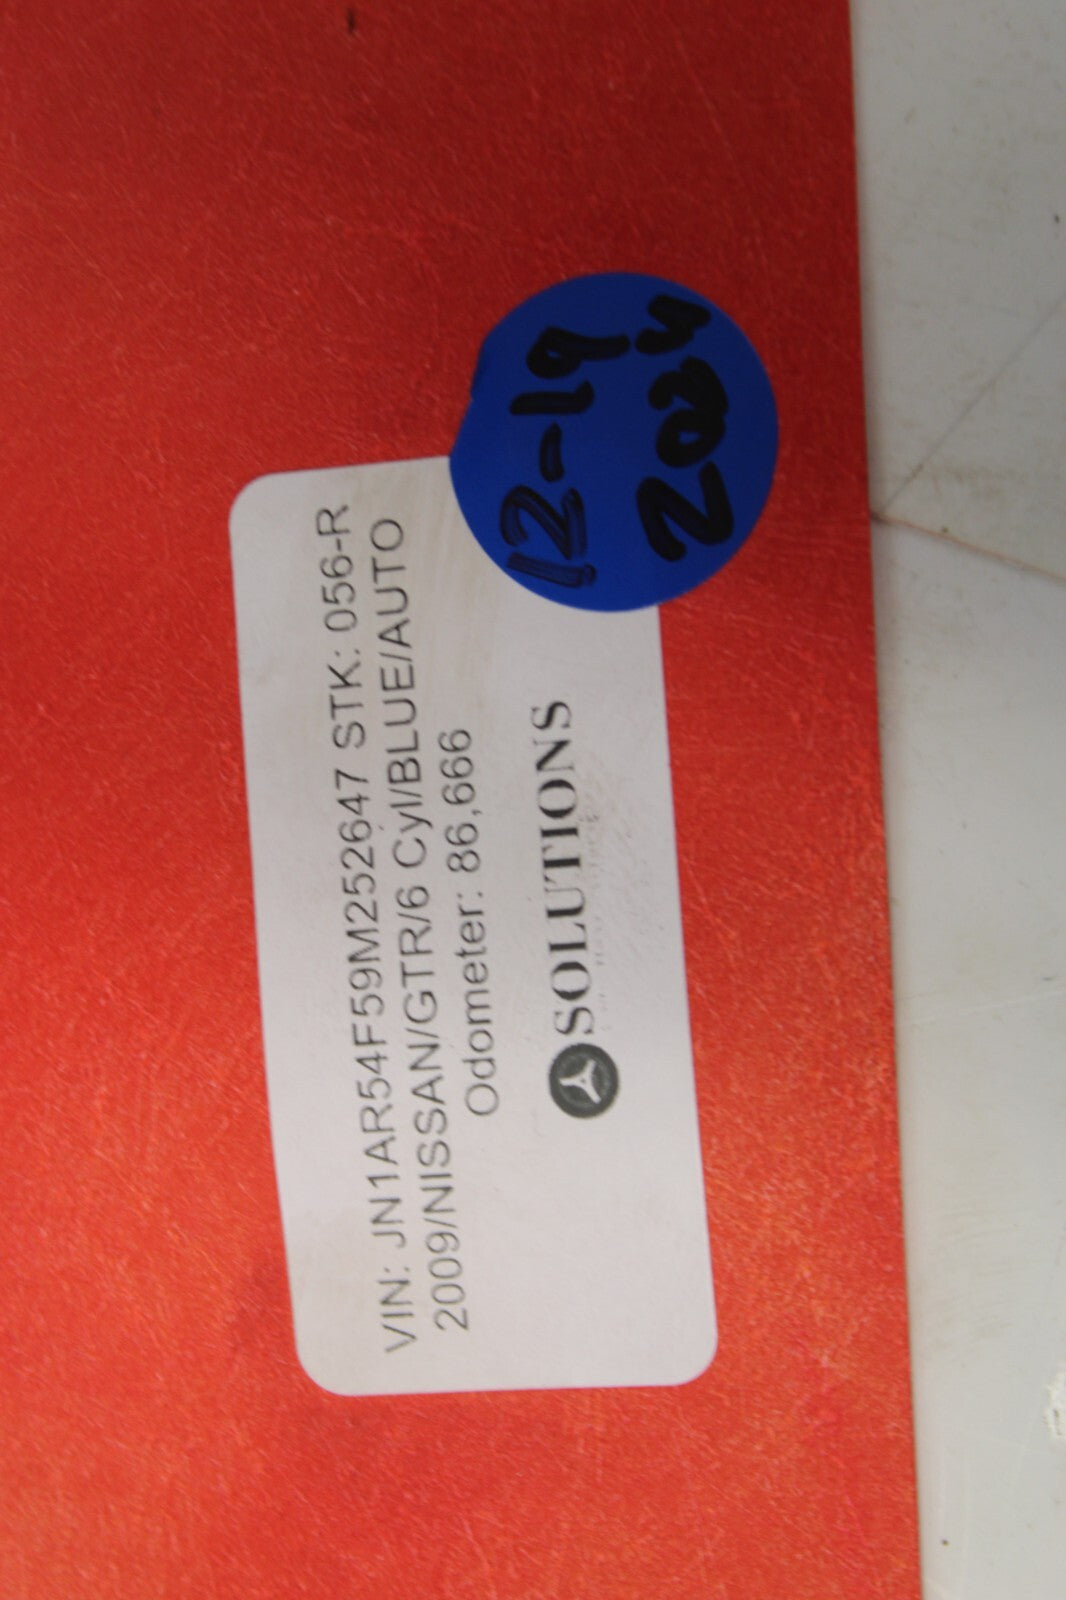 VIN: JN1AR54F59M252647 STK: 056-R
2009/NISSAN/GTR/6 Cyl/BLUE/AUTO
Odometer: 86,666
SOLUTIONS
12-19
2024